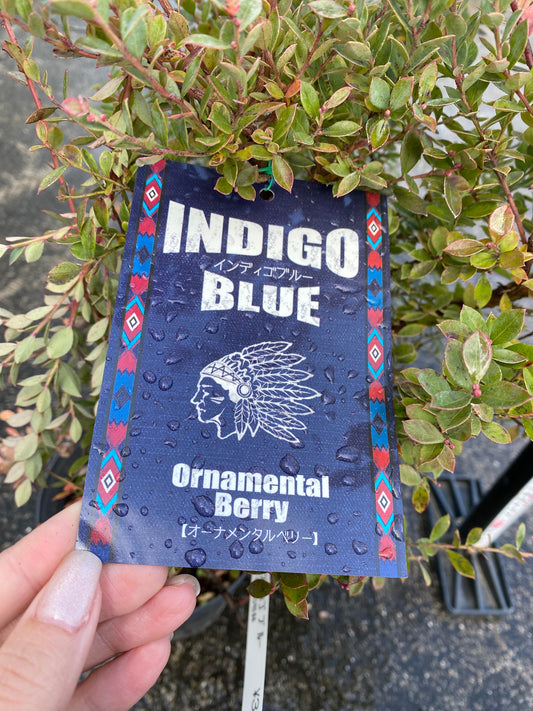 INDIGO
インディゴブルー
BLUE
Ornamental
Berry
【オーナメンタルベリー】
¥3